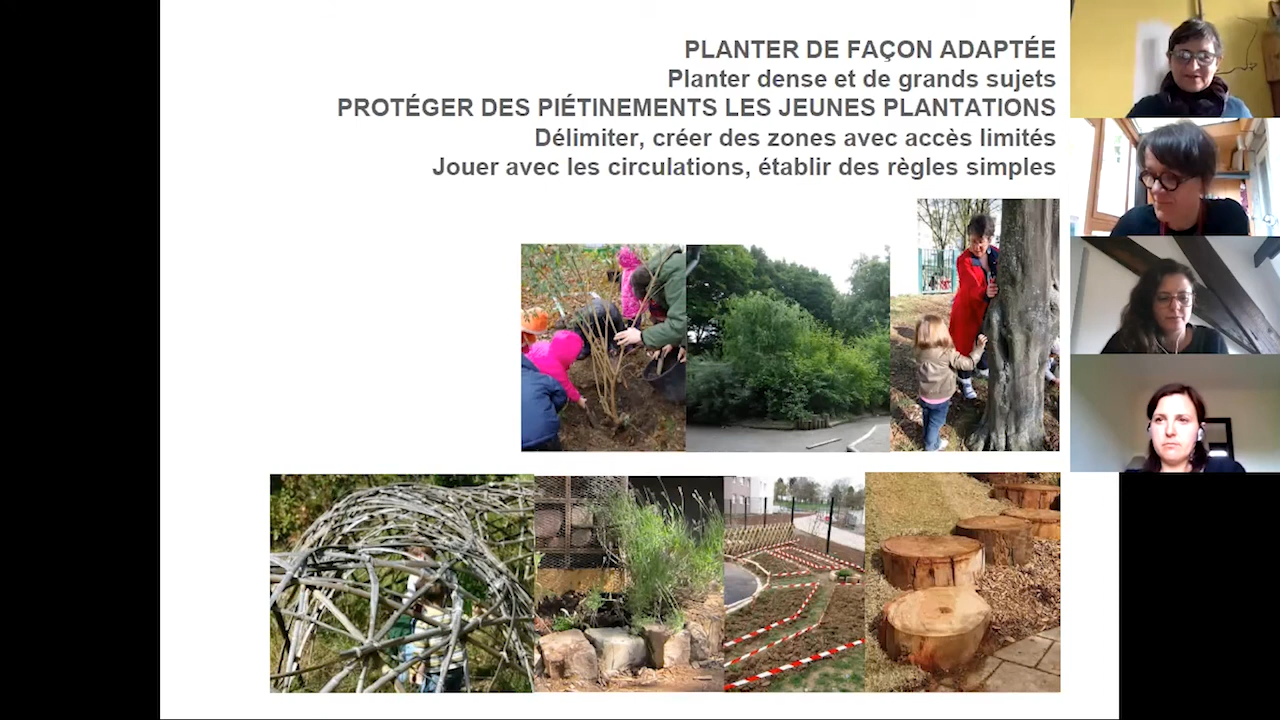 PLANTER DE FAÇON ADAPTÉE
Planter dense et de grands sujets
PROTÉGER DES PIÉTINEMENTS LES JEUNES PLANTATIONS
Délimiter, créer des zones avec accès limités
Jouer avec les circulations, établir des règles simples